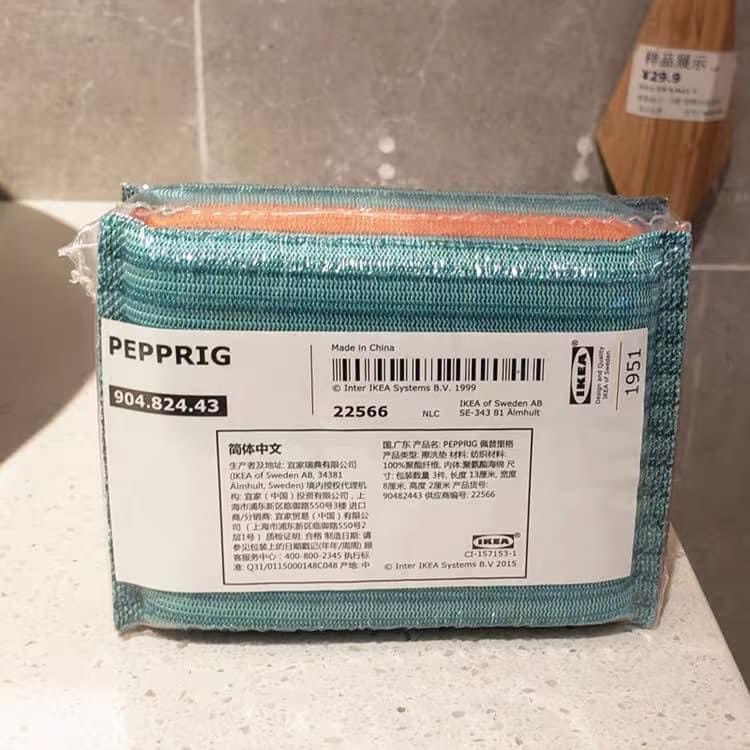 样品展示
¥29.9
PEPPRIG
904.824.43
Made in China
© Inter IKEA Systems B.V. 1999
22566
NLC
IKEA of Sweden AB
SE-343 81 Älmhult
IKEA®
Design and Quality
IKEA of Sweden
1951
简体中文
生产者及地址: 宜家瑞典有限公司
(IKEA of Sweden AB, 34381
Älmhult, Sweden) 境内授权代理机
构: 宜家（中国）投资有限公司, 上
海市浦东新区临御路550号3楼 进口
商/分销商: 宜家贸易（中国）有限公司
（上海市浦东新区临御路550号2
层1号）质检证明: 合格 制造日期: 请
参见包装上的日期戳记(年年/周周) 顾
客服务中心: 400-800-2345 执行标
准: Q31/0115000148C048 产地: 中
国,广东 产品名: PEPPRIG 佩普里格
产品类型: 擦洗垫 材料: 纺织材料:
100%聚酯纤维, 内体: 聚氨酯海绵 尺
寸: 包装数量 3件, 长度 13厘米, 宽度
8厘米, 高度 2厘米 产品货号:
90482443 供应商编号: 22566
IKEA®
CI-157153-1
© Inter IKEA Systems B.V 2015